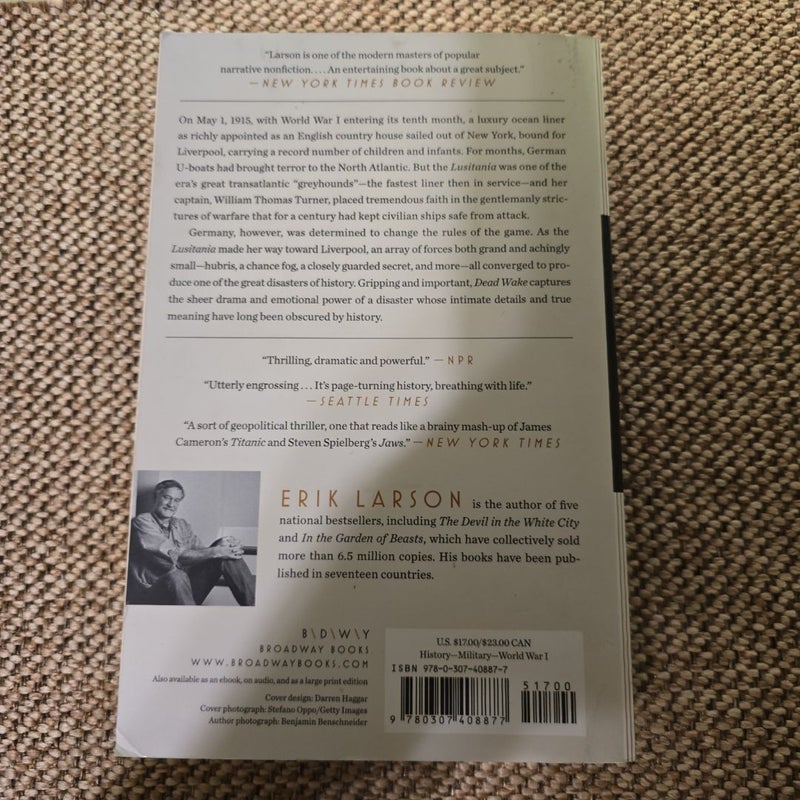 “Larson is one of the modern masters of popular
narrative nonfiction. . . . An entertaining book about a great subject.”
—NEW YORK TIMES BOOK REVIEW
On May 1, 1915, with World War I entering its tenth month, a luxury ocean liner
as richly appointed as an English country house sailed out of New York, bound for
Liverpool, carrying a record number of children and infants. For months, German
U-boats had brought terror to the North Atlantic. But the Lusitania was one of the
era’s great transatlantic “greyhounds”—the fastest liner then in service—and her
captain, William Thomas Turner, placed tremendous faith in the gentlemanly stric-
tures of warfare that for a century had kept civilian ships safe from attack.
Germany, however, was determined to change the rules of the game. As the
Lusitania made her way toward Liverpool, an array of forces both grand and achingly
small—hubris, a chance fog, a closely guarded secret, and more—all converged to pro-
duce one of the great disasters of history. Gripping and important, Dead Wake captures
the sheer drama and emotional power of a disaster whose intimate details and true
meaning have long been obscured by history.
“Thrilling, dramatic and powerful.” —NPR
“Utterly engrossing . . . It’s page-turning history, breathing with life.”
—SEATTLE TIMES
“A sort of geopolitical thriller, one that reads like a brainy mash-up of James
Cameron’s Titanic and Steven Spielberg’s Jaws.” —NEW YORK TIMES
ERIK LARSON is the author of five
national bestsellers, including The Devil in the White City
and In the Garden of Beasts, which have collectively sold
more than 6.5 million copies. His books have been pub-
lished in seventeen countries.
B\D\W\Y
BROADWAY BOOKS
WWW.BROADWAYBOOKS.COM
Also available as an ebook, on audio, and as a large print edition
Cover design: Darren Haggar
Cover photograph: Stefano Oppo/Getty Images
Author photograph: Benjamin Benschneider
U.S. $17.00/$23.00 CAN
History—Military—World War I
ISBN 978-0-307-40887-7
51700
9 780307 408877